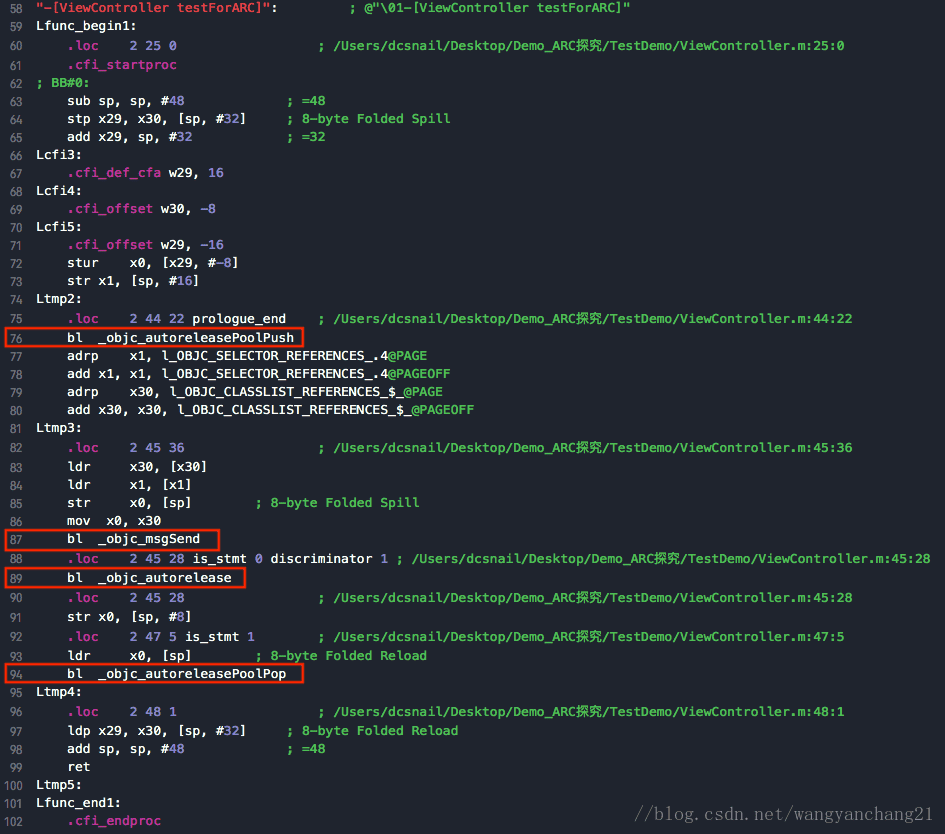 58 "-[ViewController testForARC]": ; @"\01-[ViewController testForARC]"
59 Lfunc_begin1:
60 .loc 2 25 0 ; /Users/dcsnail/Desktop/Demo_ARC探究/TestDemo/ViewController.m:25:0
61 .cfi_startproc
62 ; BB#0:
63 sub sp, sp, #48 ; =48
64 stp x29, x30, [sp, #32] ; 8-byte Folded Spill
65 add x29, sp, #32 ; =32
66 Lcfi3:
67 .cfi_def_cfa w29, 16
68 Lcfi4:
69 .cfi_offset w30, -8
70 Lcfi5:
71 .cfi_offset w29, -16
72 stur x0, [x29, #-8]
73 str x1, [sp, #16]
74 Ltmp2:
75 .loc 2 44 22 prologue_end ; /Users/dcsnail/Desktop/Demo_ARC探究/TestDemo/ViewController.m:44:22
76 bl _objc_autoreleasePoolPush
77 adrp x1, l_OBJC_SELECTOR_REFERENCES_.4@PAGE
78 add x1, x1, l_OBJC_SELECTOR_REFERENCES_.4@PAGEOFF
79 adrp x30, l_OBJC_CLASSLIST_REFERENCES_$_@PAGE
80 add x30, x30, l_OBJC_CLASSLIST_REFERENCES_$_@PAGEOFF
81 Ltmp3:
82 .loc 2 45 36 ; /Users/dcsnail/Desktop/Demo_ARC探究/TestDemo/ViewController.m:45:36
83 ldr x30, [x30]
84 ldr x1, [x1]
85 str x0, [sp] ; 8-byte Folded Spill
86 mov x0, x30
87 bl _objc_msgSend
88 .loc 2 45 28 is_stmt 0 discriminator 1 ; /Users/dcsnail/Desktop/Demo_ARC探究/TestDemo/ViewController.m:45:28
89 bl _objc_autorelease
90 .loc 2 45 28 ; /Users/dcsnail/Desktop/Demo_ARC探究/TestDemo/ViewController.m:45:28
91 str x0, [sp, #8]
92 .loc 2 47 5 is_stmt 1 ; /Users/dcsnail/Desktop/Demo_ARC探究/TestDemo/ViewController.m:47:5
93 ldr x0, [sp] ; 8-byte Folded Reload
94 bl _objc_autoreleasePoolPop
95 Ltmp4:
96 .loc 2 48 1 ; /Users/dcsnail/Desktop/Demo_ARC探究/TestDemo/ViewController.m:48:1
97 ldp x29, x30, [sp, #32] ; 8-byte Folded Reload
98 add sp, sp, #48 ; =48
99 ret
100 Ltmp5:
101 Lfunc_end1:
102 .cfi_endproc
//blog.csdn.net/wangyanchang21